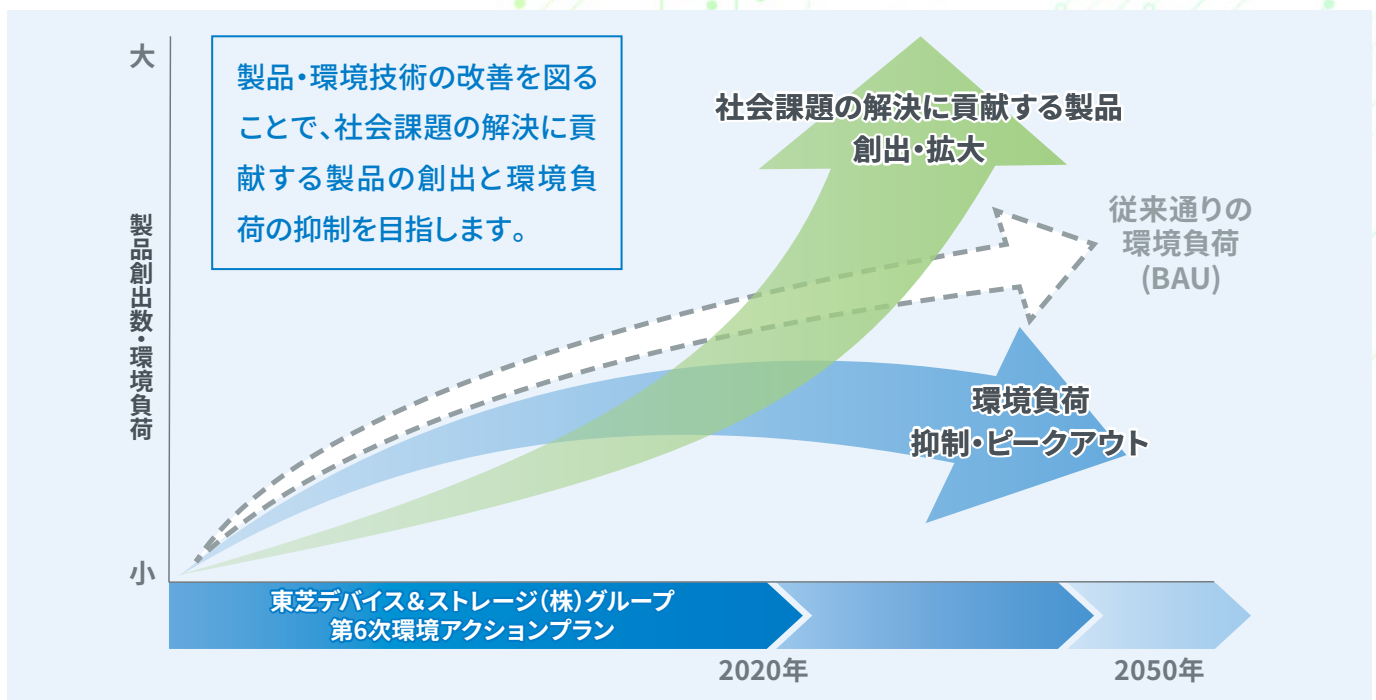 大
製品・環境技術の改善を図る
ことで、社会課題の解決に貢
献する製品の創出と環境負
荷の抑制を目指します。
社会課題の解決に貢献する製品
創出・拡大
従来通りの
環境負荷
(BAU)
製品創出数・環境負荷
環境負荷
抑制・ピークアウト
小
東芝デバイス&ストレージ(株)グループ
第6次環境アクションプラン
2020年
2050年